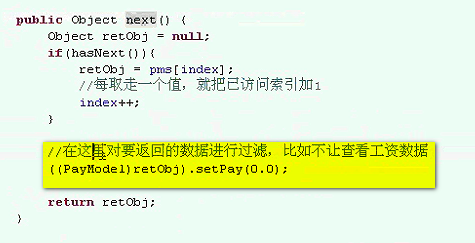 public Object next() {
Object retObj = null;
if(hasNext()){
retObj = pms[index];
//每取走一个值，就把已访问索引加1
index++;
}
//在这里对要返回的数据进行过滤，比如不让查看工资数据
((PayModel)retObj).setPay(0.0);
return retObj;
}